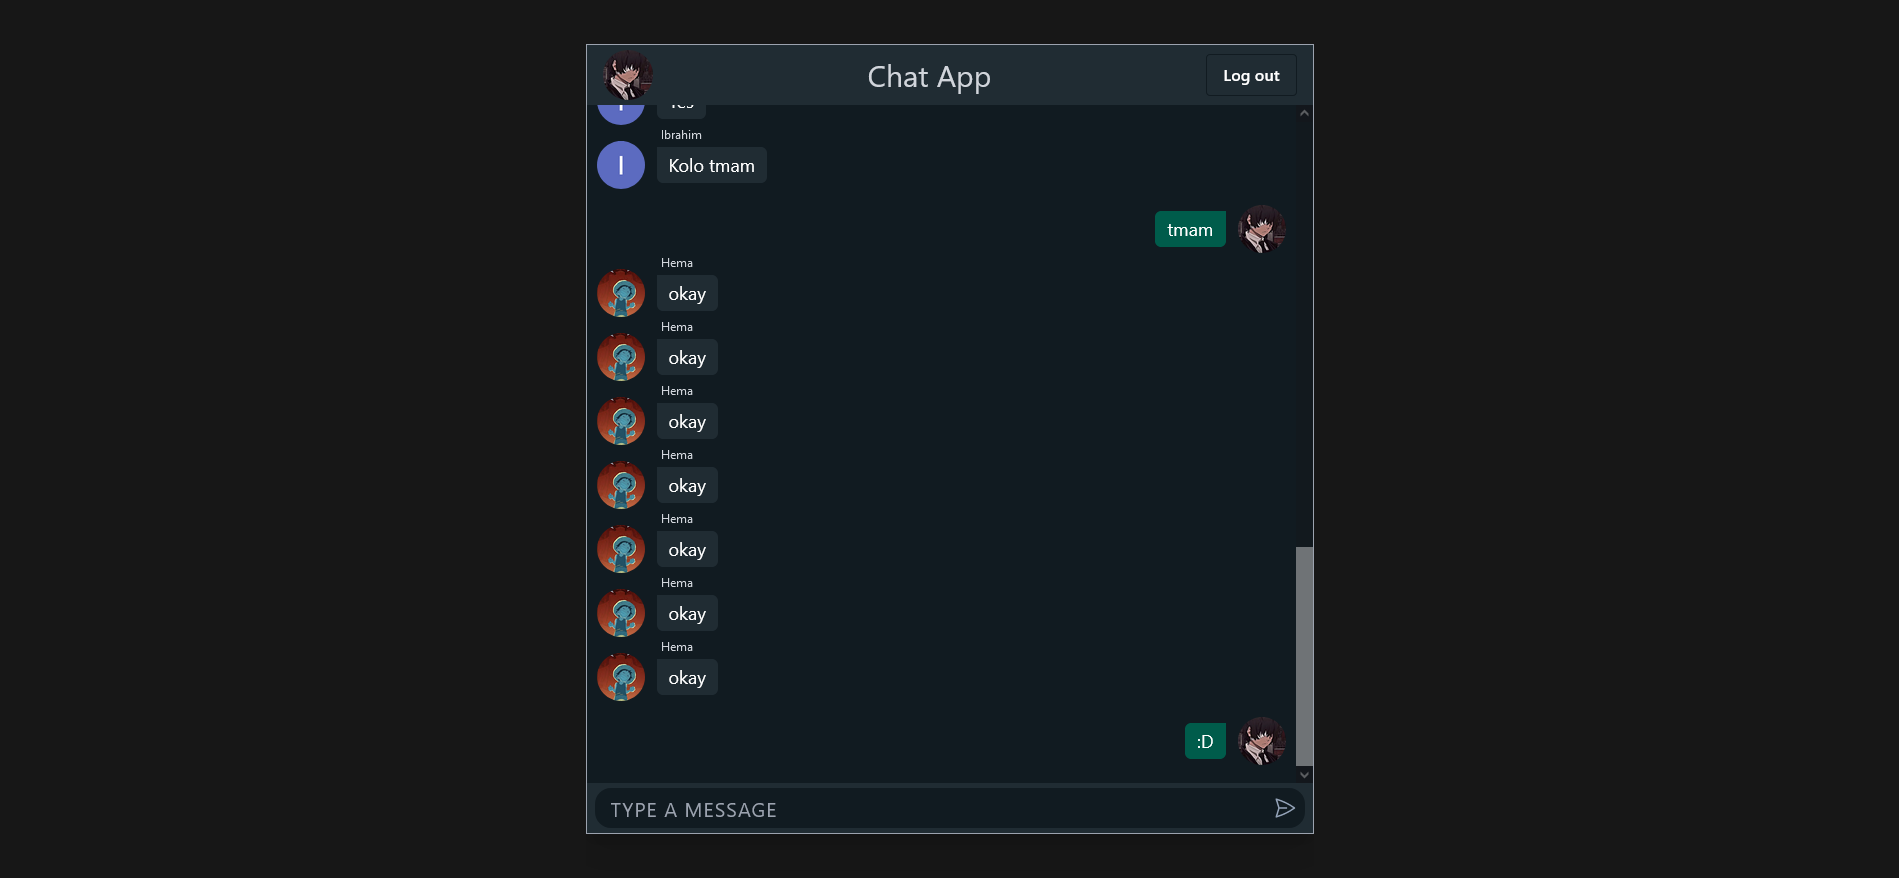 Chat App
Log out
Yes
Ibrahim
I
Kolo tmam
tmam
Hema
okay
Hema
okay
Hema
okay
Hema
okay
Hema
okay
Hema
okay
Hema
okay
:D
TYPE A MESSAGE